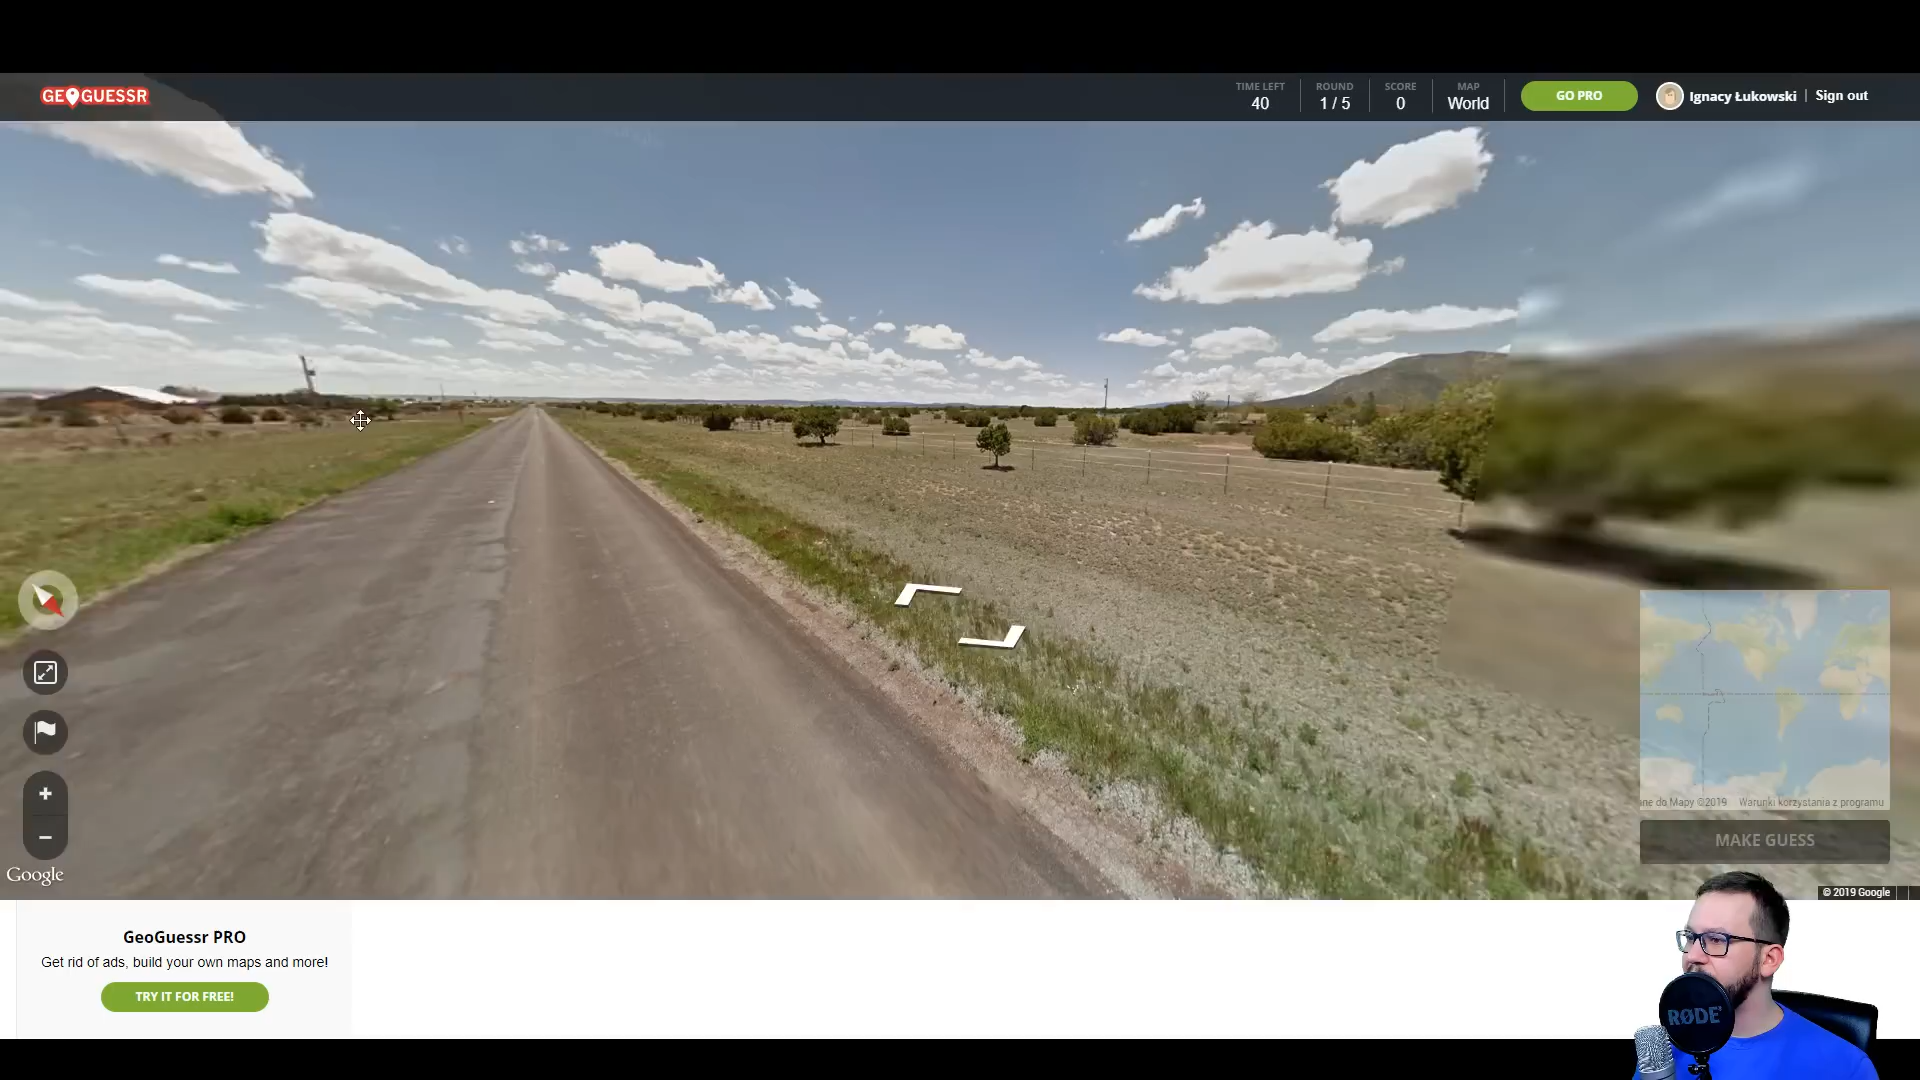 GEOGUESSR
TIME LEFT
40
ROUND
1 / 5
SCORE
0
MAP
World
GO PRO
Ignacy Łukowski
Sign out
ne do Mapy ©2019 Warunki korzystania z programu
MAKE GUESS
Google
© 2019 Google
GeoGuessr PRO
Get rid of ads, build your own maps and more!
TRY IT FOR FREE!
RØDE